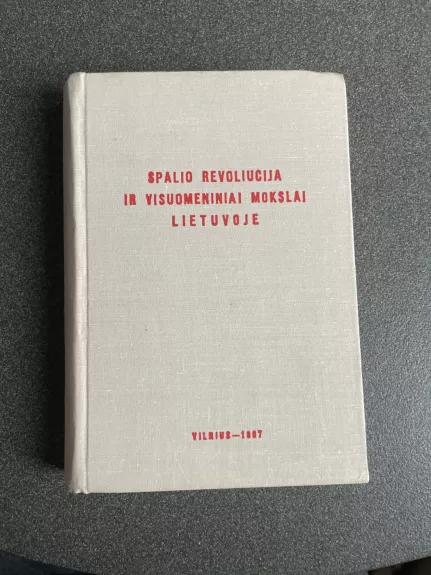 SPALIO REVOLIUCIJA
IR VISUOMENINIAI MOKSLAI
LIETUVOJE
VILNIUS—1967